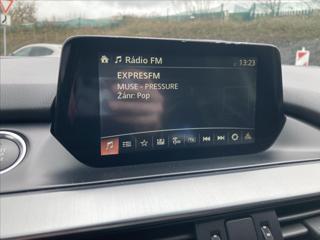 Rádio FM
13:23
EXPRESFM
MUSE - PRESSURE
Žánr: Pop